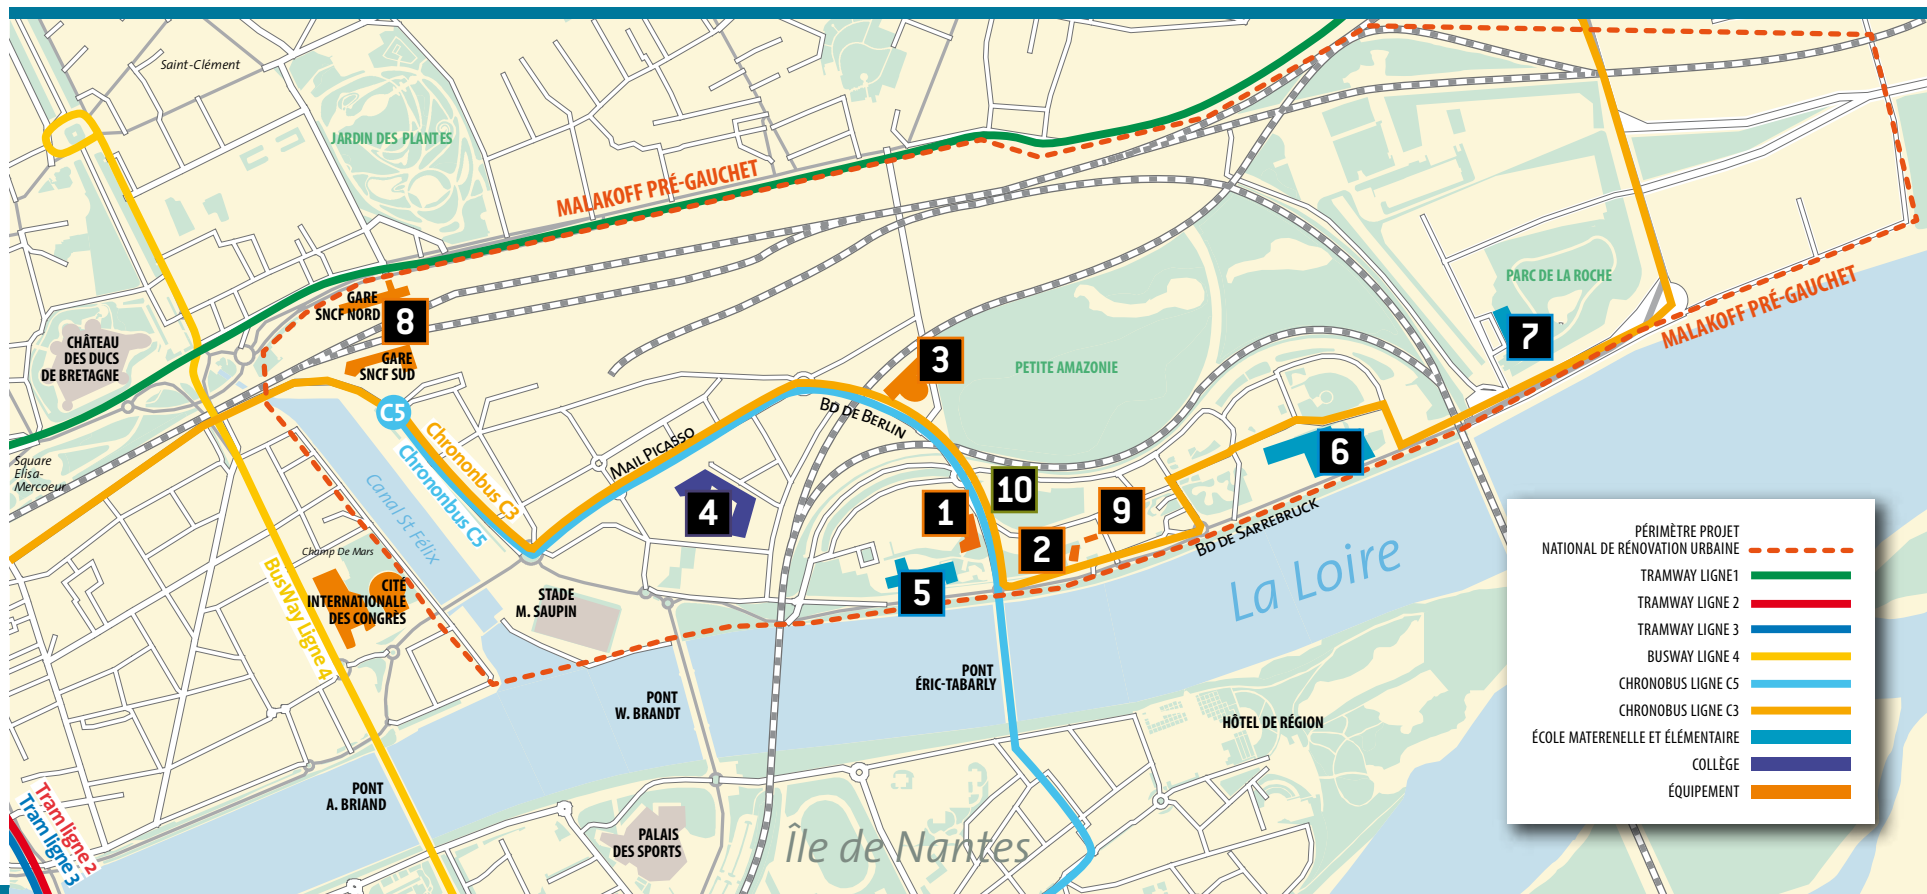 Saint-Clément
JARDIN DES PLANTES
MALAKOFF PRÉ-GAUCHET
GARE
SNCF NORD
8
GARE
SNCF SUD
CHÂTEAU
DES DUCS
DE BRETAGNE
3
PETITE AMAZONIE
PARC DE LA ROCHE
7
MALAKOFF PRÉ-GAUCHET
C5
Chrononbus C3
Chrononbus C5
MAIL PICASSO
BD DE BERLIN
Square
Elisa-
Mercoeur
Canal St Félix
4
1
10
2
9
6
5
BD DE SARREBRUCK
Champ De Mars
CITÉ
INTERNATIONALE
DES CONGRÈS
BusWay Ligne 4
STADE
M. SAUPIN
La Loire
PONT
ÉRIC-TABARLY
PONT
W. BRANDT
HÔTEL DE RÉGION
PONT
A. BRIAND
Tram ligne 2
Tram ligne 3
PALAIS
DES SPORTS
Île de Nantes
PÉRIMÈTRE PROJET
NATIONAL DE RÉNOVATION URBAINE
TRAMWAY LIGNE1
TRAMWAY LIGNE 2
TRAMWAY LIGNE 3
BUSWAY LIGNE 4
CHRONOBUS LIGNE C5
CHRONOBUS LIGNE C3
ÉCOLE MATERENELLE ET ÉLÉMENTAIRE
COLLÈGE
ÉQUIPEMENT